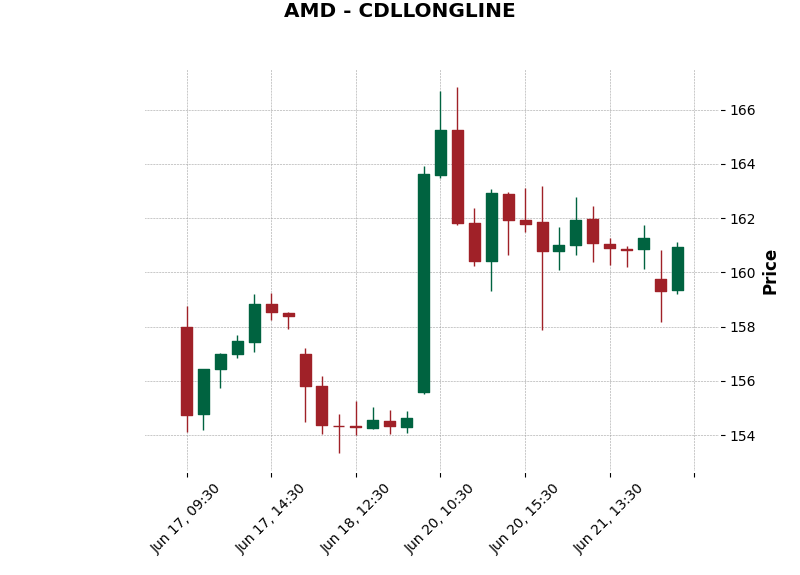 AMD - CDLLONGLINE
166
164
162
160
158
156
154
Price
Jun 17, 09:30
Jun 17, 14:30
Jun 18, 12:30
Jun 20, 10:30
Jun 20, 15:30
Jun 21, 13:30